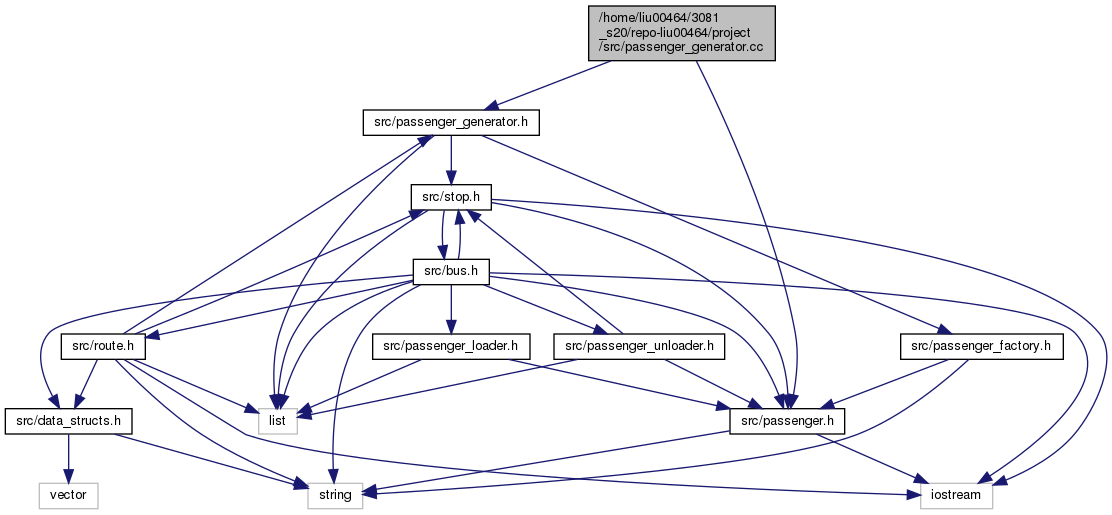 /home/liu00464/3081
_s20/repo-liu00464/project
/src/passenger_generator.cc
src/passenger_generator.h
src/stop.h
src/bus.h
src/route.h
src/passenger_loader.h
src/passenger_unloader.h
src/passenger_factory.h
src/data_structs.h
list
src/passenger.h
vector
string
iostream